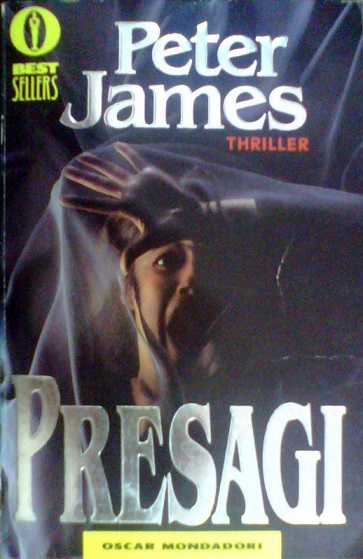 BEST
SELLERS
Peter
James
THRILLER
PRESAGI
OSCAR MONDADORI